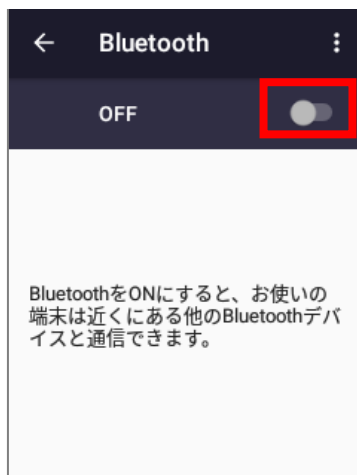 Bluetooth
OFF
BluetoothをONにすると、お使いの
端末は近くにある他のBluetoothデバ
イスと通信できます。